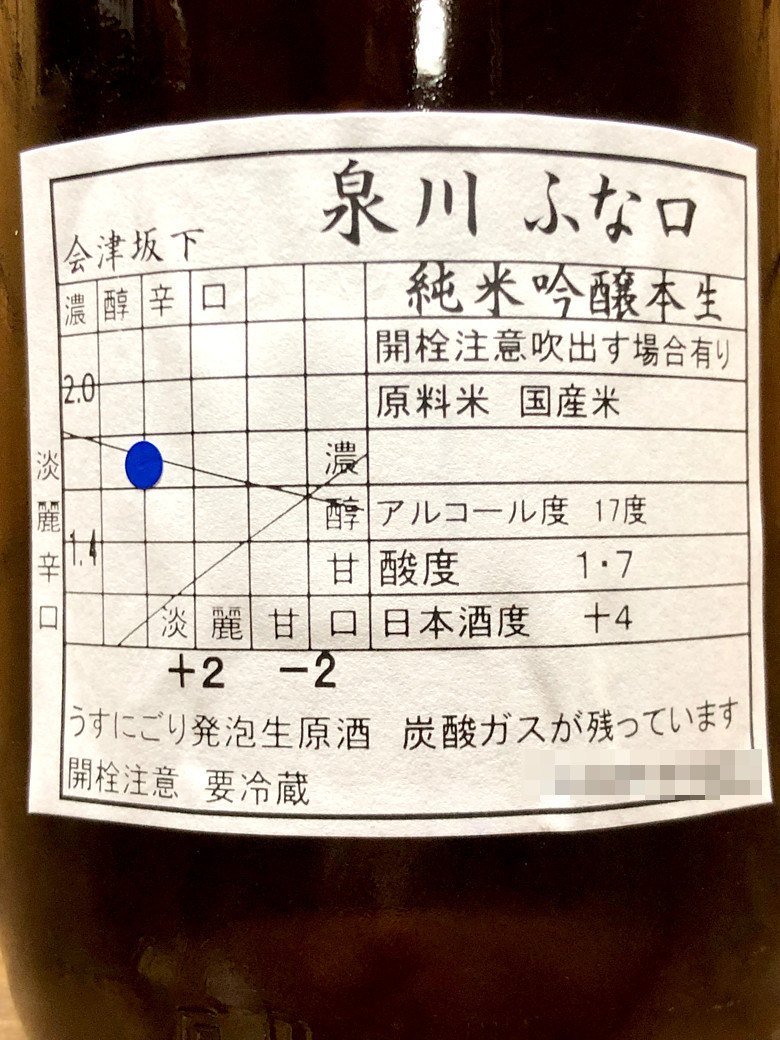 泉川 ふな口
会津坂下
濃醇辛口
純米吟醸本生
開栓注意吹出す場合有り
2.0
原料米 国産米
濃醇甘口
淡麗辛口
アルコール度 17度
1.4
酸度 1・7
淡麗甘口
日本酒度 +4
+2 -2
うすにごり発泡生原酒 炭酸ガスが残っています
開栓注意 要冷蔵